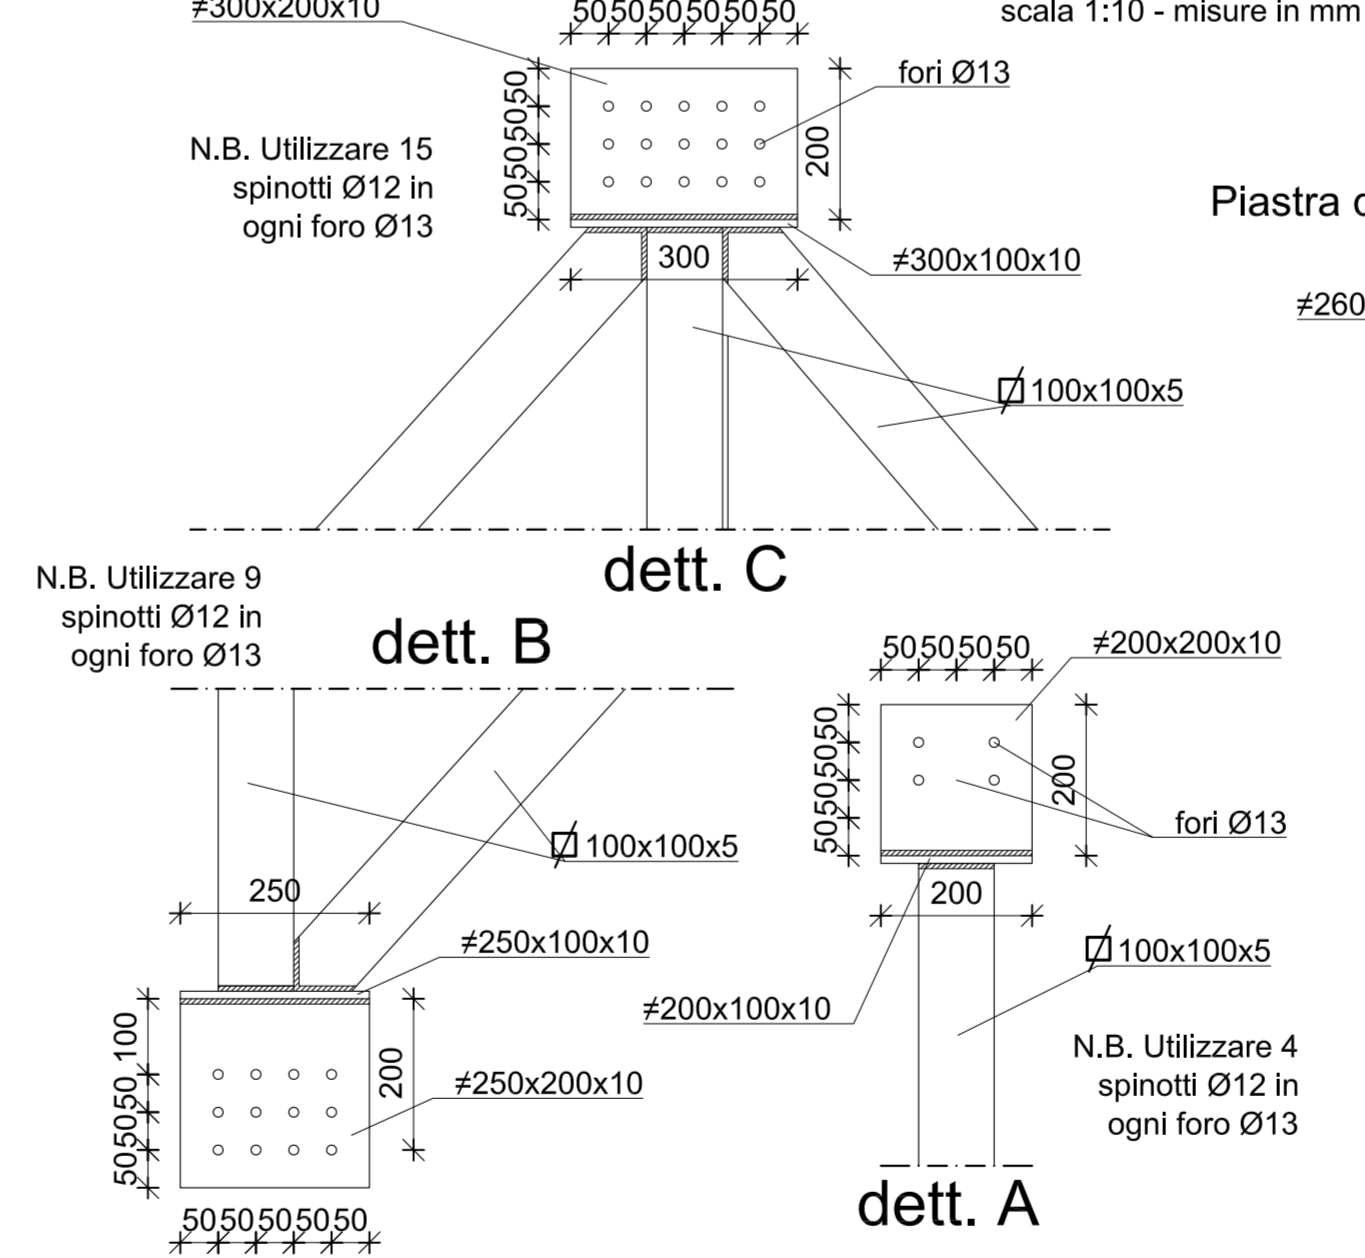 ≠300x200x10
50 50 50 50 50 50
scala 1:10 - misure in mm
fori Ø13
50 50 50 50
200
N.B. Utilizzare 15
spinotti Ø12 in
ogni foro Ø13
Piastra
300
≠300x100x10
≠260
100x100x5
dett. C
N.B. Utilizzare 9
spinotti Ø12 in
ogni foro Ø13
dett. B
50 50 50 50
≠200x200x10
50 50 50 50
200
fori Ø13
100x100x5
250
200
≠250x100x10
100x100x5
≠200x100x10
100
50 50 50
200
≠250x200x10
N.B. Utilizzare 4
spinotti Ø12 in
ogni foro Ø13
dett. A
50 50 50 50 50